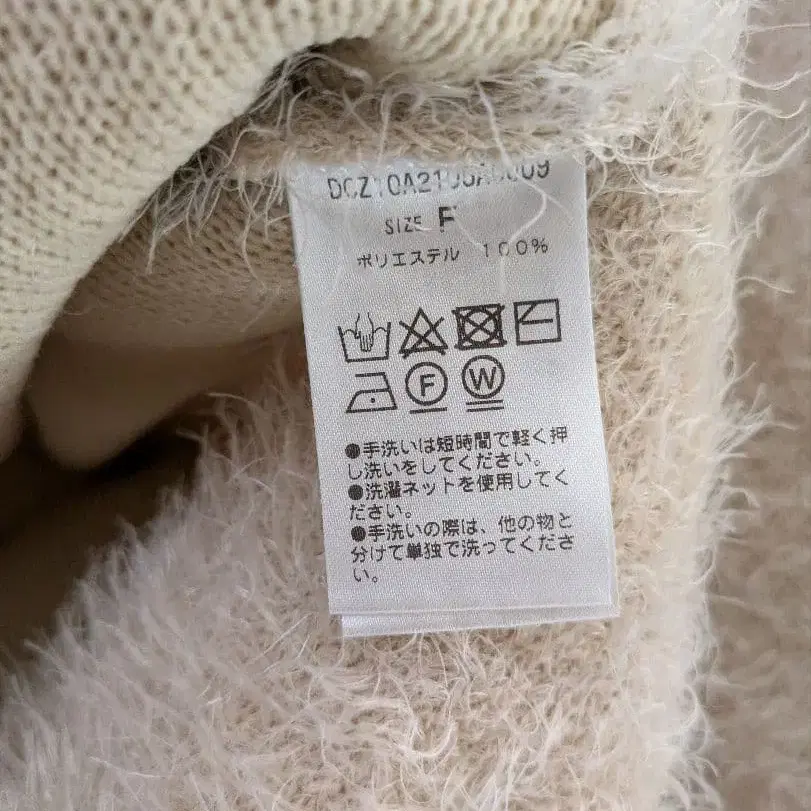 SIZE F
ポリエステル 100%
F W
●手洗いは短時間で軽く押
し洗いをしてください。
●洗濯ネットを使用してく
ださい。
●手洗いの際は、他の物と
分けて単独で洗ってくださ
い。